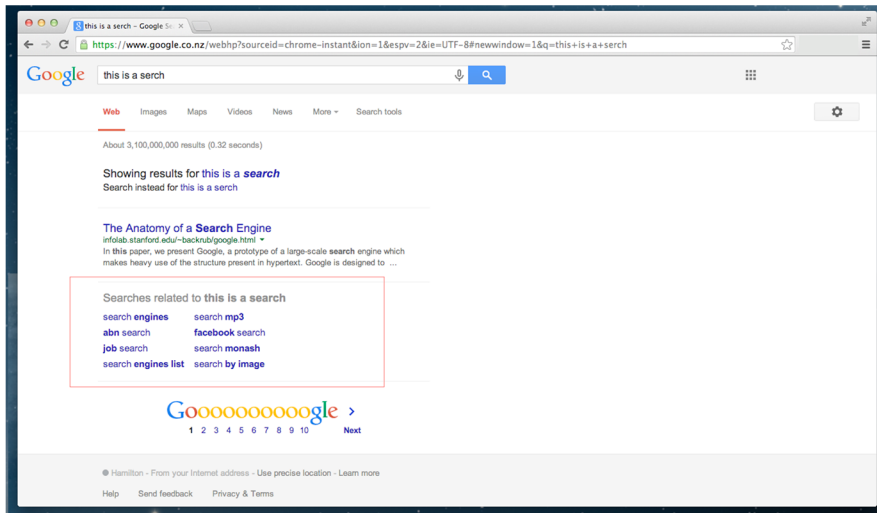 this is a serch - Google Se
https://www.google.co.nz/webhp?sourceid=chrome-instant&ion=1&espv=2&ie=UTF-8#newwindow=1&q=this+is+a+serch
Google this is a serch
Web Images Maps Videos News More Search tools
About 3,100,000,000 results (0.32 seconds)
Showing results for this is a search
Search instead for this is a serch
The Anatomy of a Search Engine
infolab.stanford.edu/~backrub/google.html
In this paper, we present Google, a prototype of a large-scale search engine which
makes heavy use of the structure present in hypertext. Google is designed to ...
Searches related to this is a search
search engines search mp3
abn search facebook search
job search search monash
search engines list search by image
Goooooooooogle >
1 2 3 4 5 6 7 8 9 10 Next
Hamilton - From your Internet address - Use precise location - Learn more
Help Send feedback Privacy & Terms